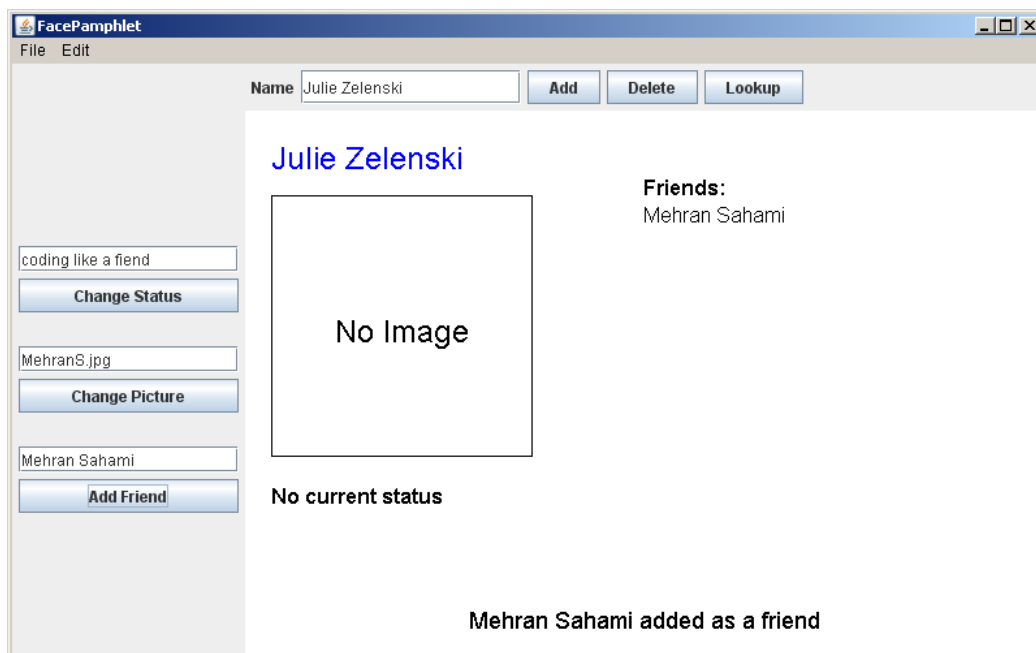 FacePamphlet
File Edit
Name Julie Zelenski Add Delete Lookup
Julie Zelenski
Friends:
Mehran Sahami
coding like a fiend
Change Status
No Image
MehranS.jpg
Change Picture
Mehran Sahami
Add Friend
No current status
Mehran Sahami added as a friend